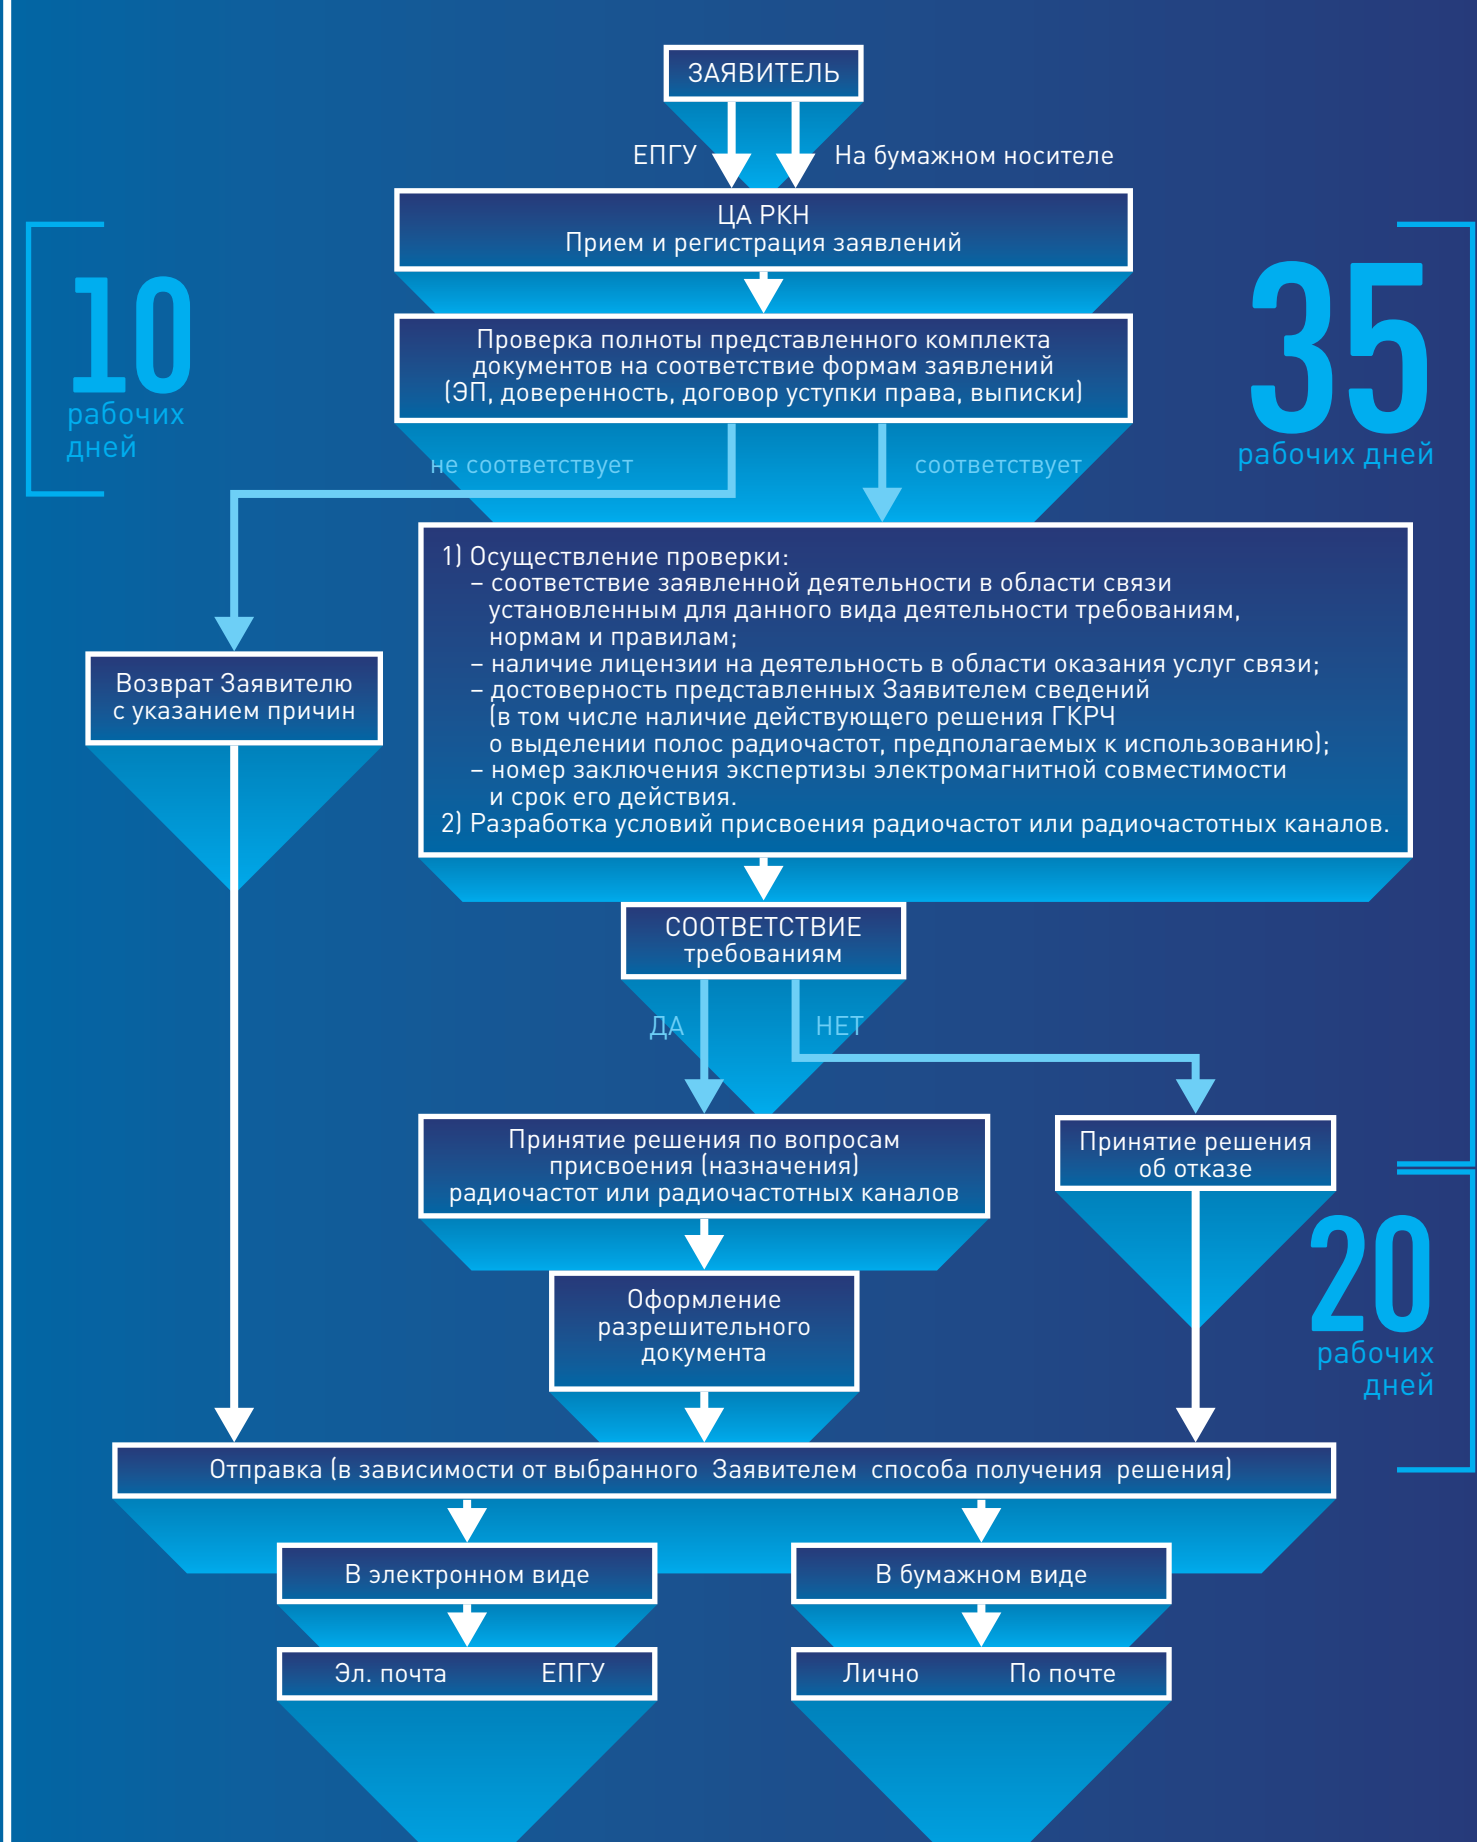 ЗАЯВИТЕЛЬ
ЕПГУ
На бумажном носителе
ЦА РКН
Прием и регистрация заявлений
10
рабочих
дней
35
рабочих дней
Проверка полноты представленного комплекта
документов на соответствие формам заявлений
(ЭП, доверенность, договор уступки права, выписки)
не соответствует
соответствует
1) Осуществление проверки:
– соответствие заявленной деятельности в области связи
установленным для данного вида деятельности требованиям,
нормам и правилам;
– наличие лицензии на деятельность в области оказания услуг связи;
– достоверность представленных Заявителем сведений
(в том числе наличие действующего решения ГКРЧ
о выделении полос радиочастот, предполагаемых к использованию);
– номер заключения экспертизы электромагнитной совместимости
и срок его действия.
2) Разработка условий присвоения радиочастот или радиочастотных каналов.
Возврат Заявителю
с указанием причин
СООТВЕТСТВИЕ
требованиям
ДА
НЕТ
Принятие решения по вопросам
присвоения (назначения)
радиочастот или радиочастотных каналов
Принятие решения
об отказе
20
рабочих
дней
Оформление
разрешительного
документа
Отправка (в зависимости от выбранного Заявителем способа получения решения)
В электронном виде
В бумажном виде
Эл. почта
ЕПГУ
Лично
По почте